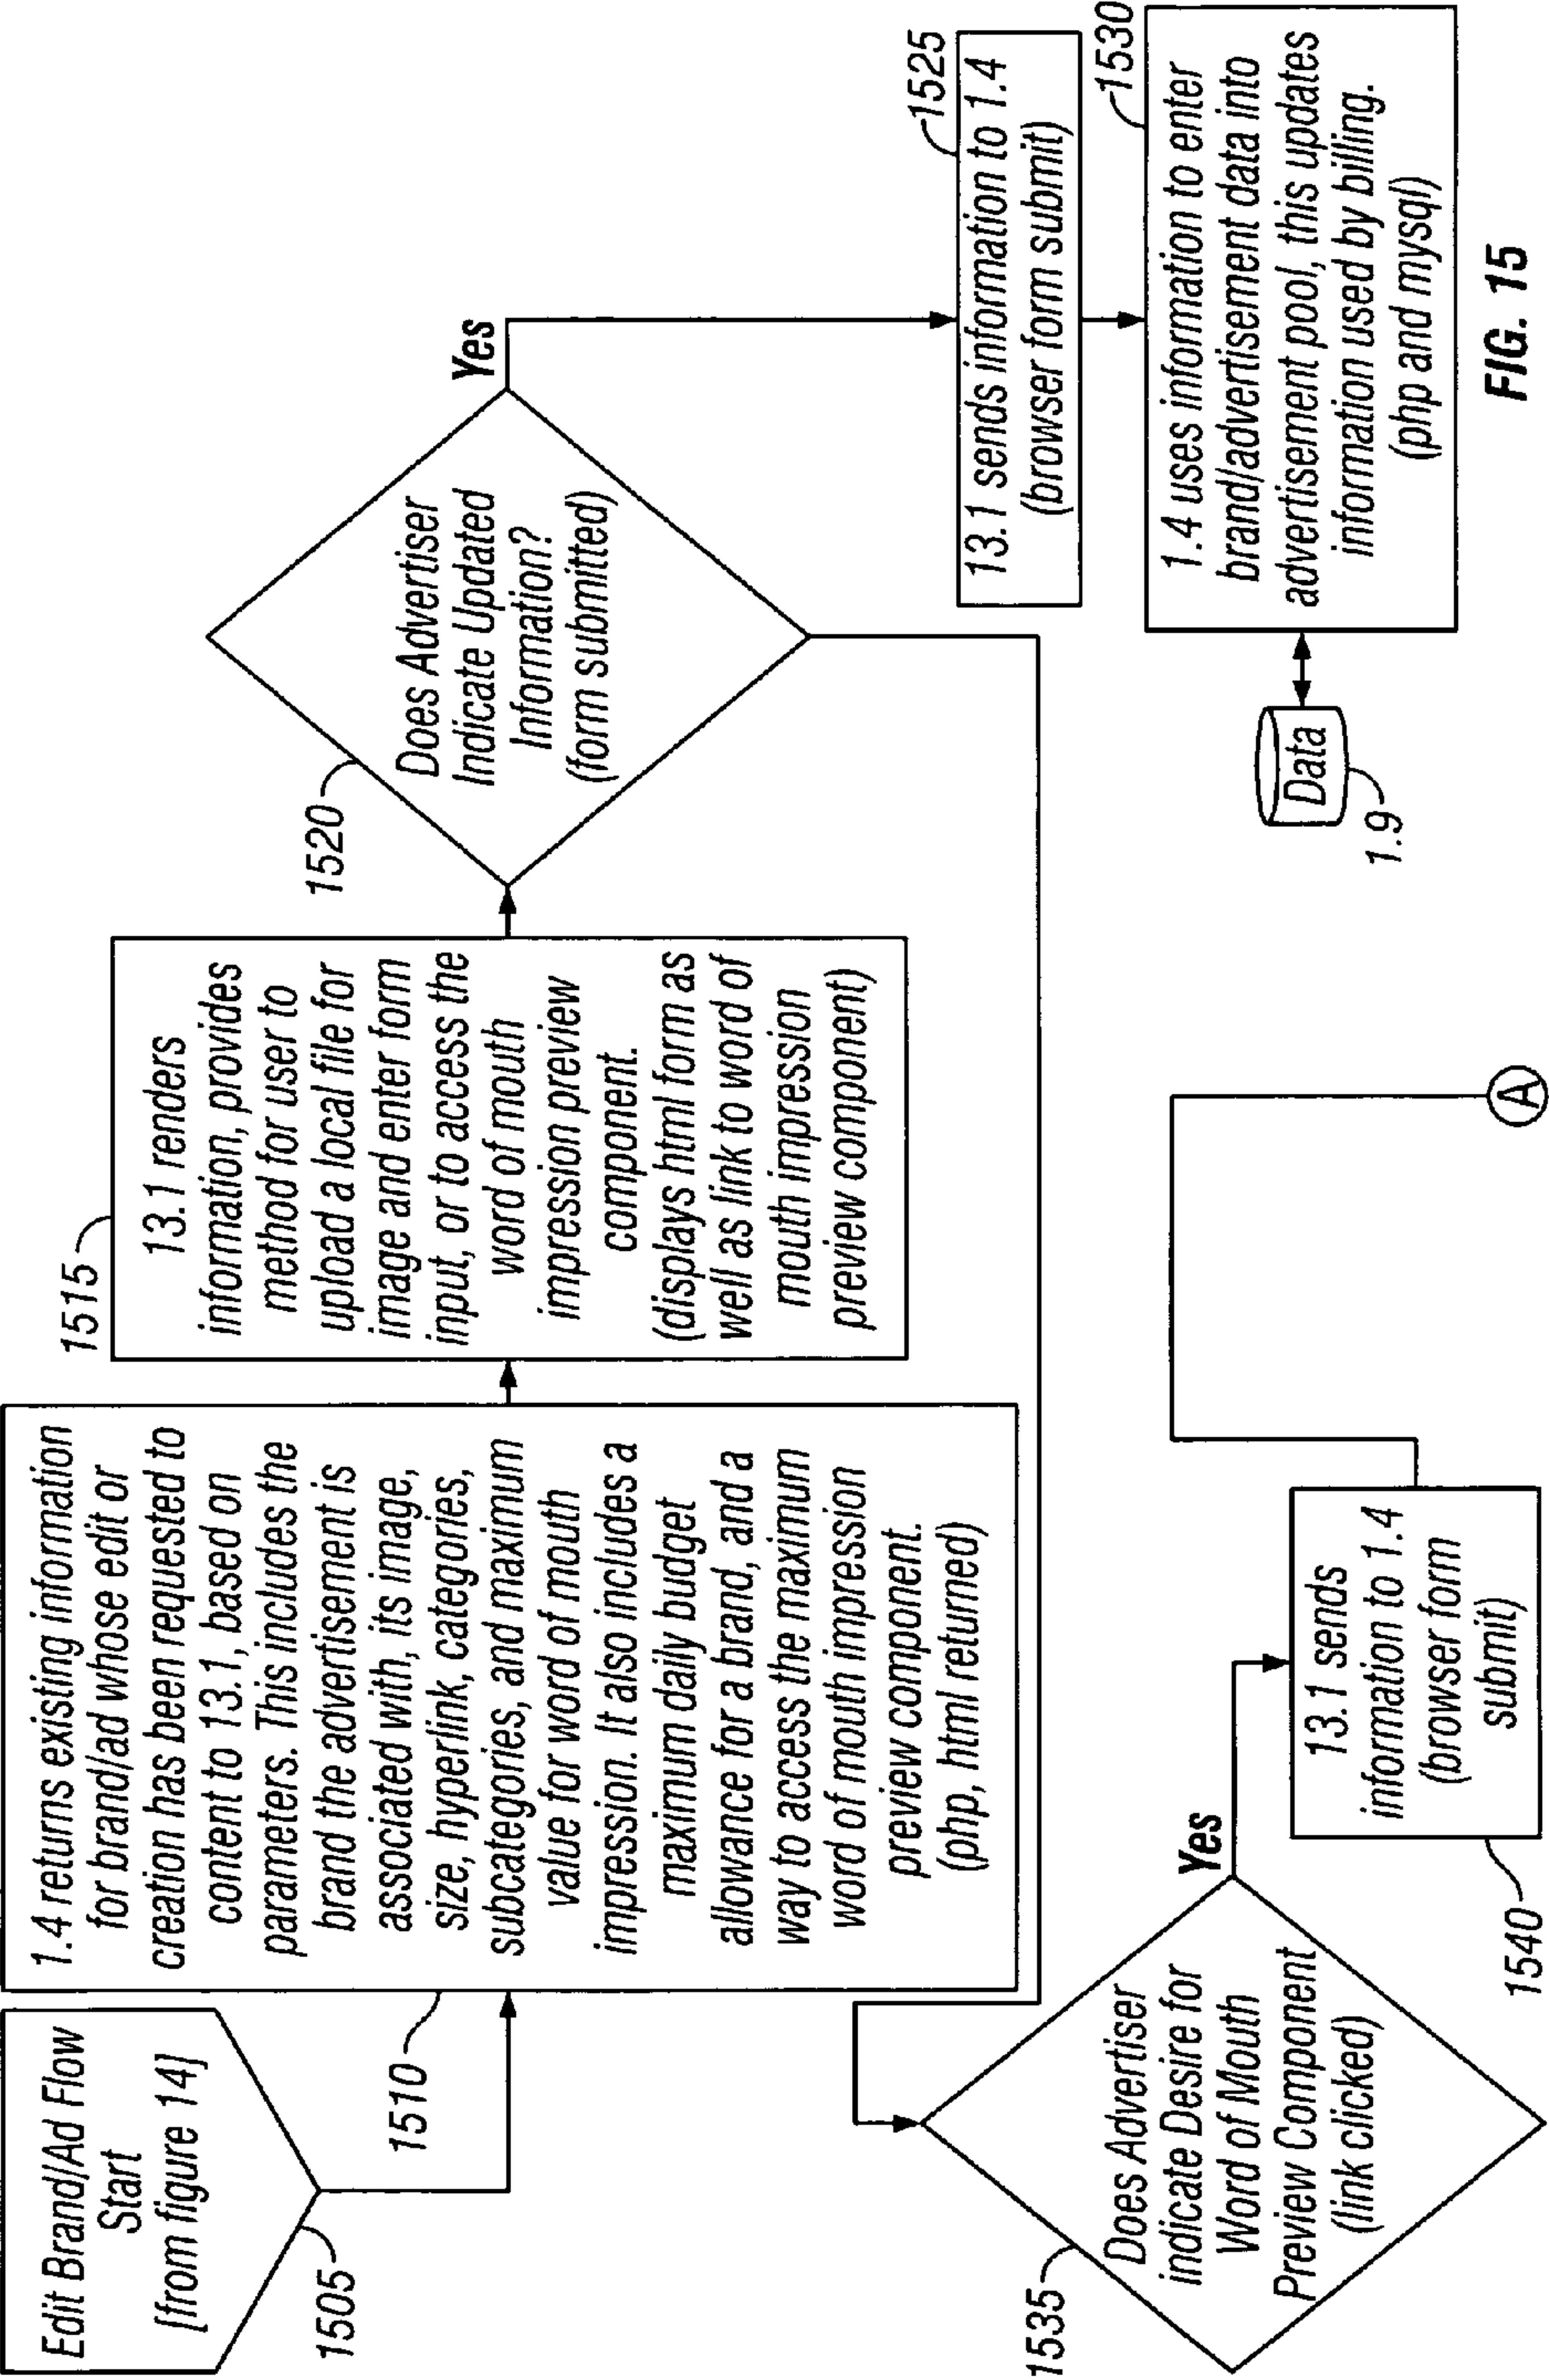 Edit Brand/Ad Flow
Start
[from figure 14]
1505
1.4 returns existing information
for brand/ad whose edit or
creation has been requested to
content to 13.1, based on
parameters. This includes the
brand the advertisement is
associated with, its image,
size, hyperlink, categories,
subcategories, and maximum
value for word of mouth
impression. It also includes a
maximum daily budget
allowance for a brand, and a
way to access the maximum
word of mouth impression
preview component.
(php, html returned)
1510
1515
13.1 renders
information, provides
method for user to
upload a local file for
image and enter form
input, or to access the
word of mouth
impression preview
component.
(displays html form as
well as link to word of
mouth impression
preview component)
1520
Does Advertiser
Indicate Updated
Information?
(form submitted)
Yes
1525
13.1 sends information to 1.4
(browser form submit)
1530
1.4 uses information to enter
brand/advertisement data into
advertisement pool, this updates
information used by billing.
(php and mysql)
Data
1.9
1535
Does Advertiser
indicate Desire for
Word of Mouth
Preview Component
(link clicked)
Yes
13.1 sends
information to 1.4
(browser form
submit)
1540
A
FIG. 15